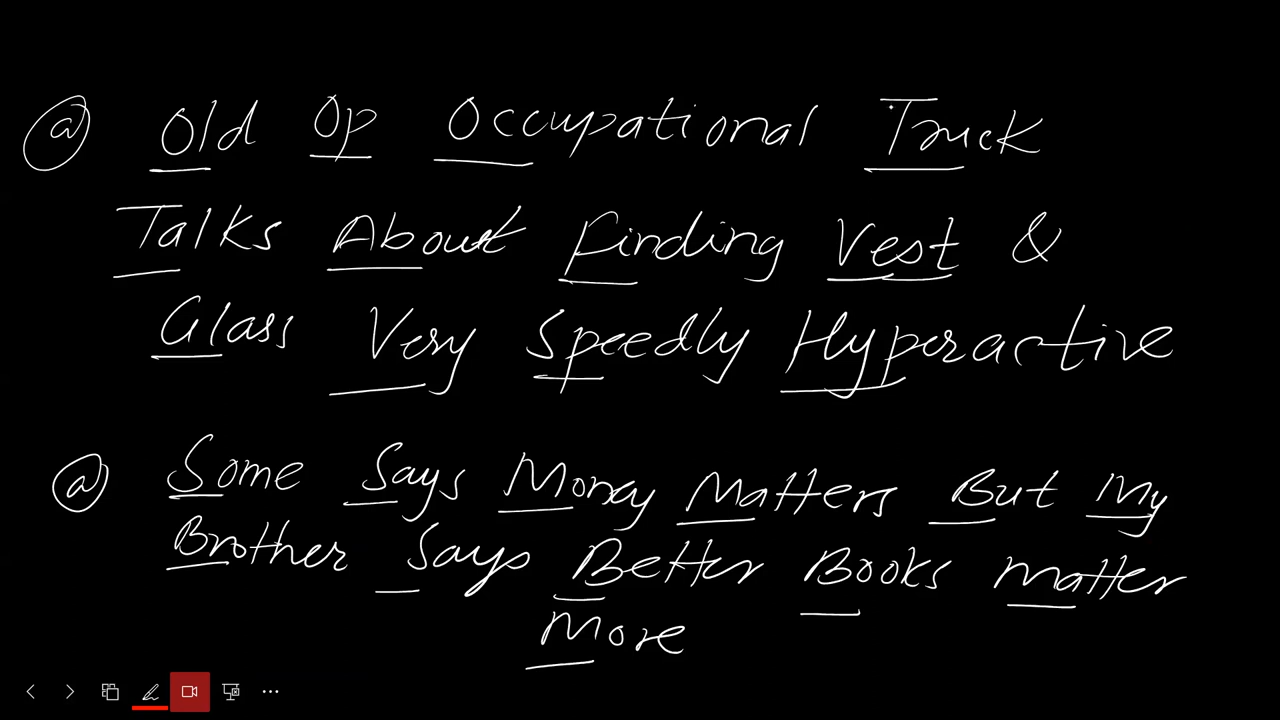 @ Old Op Occupational Truck
Talks About Finding Vest &
Glass Very Speedly Hyperactive
@ Some Says Money Matters But My
Brother Says Better Books Matter
More